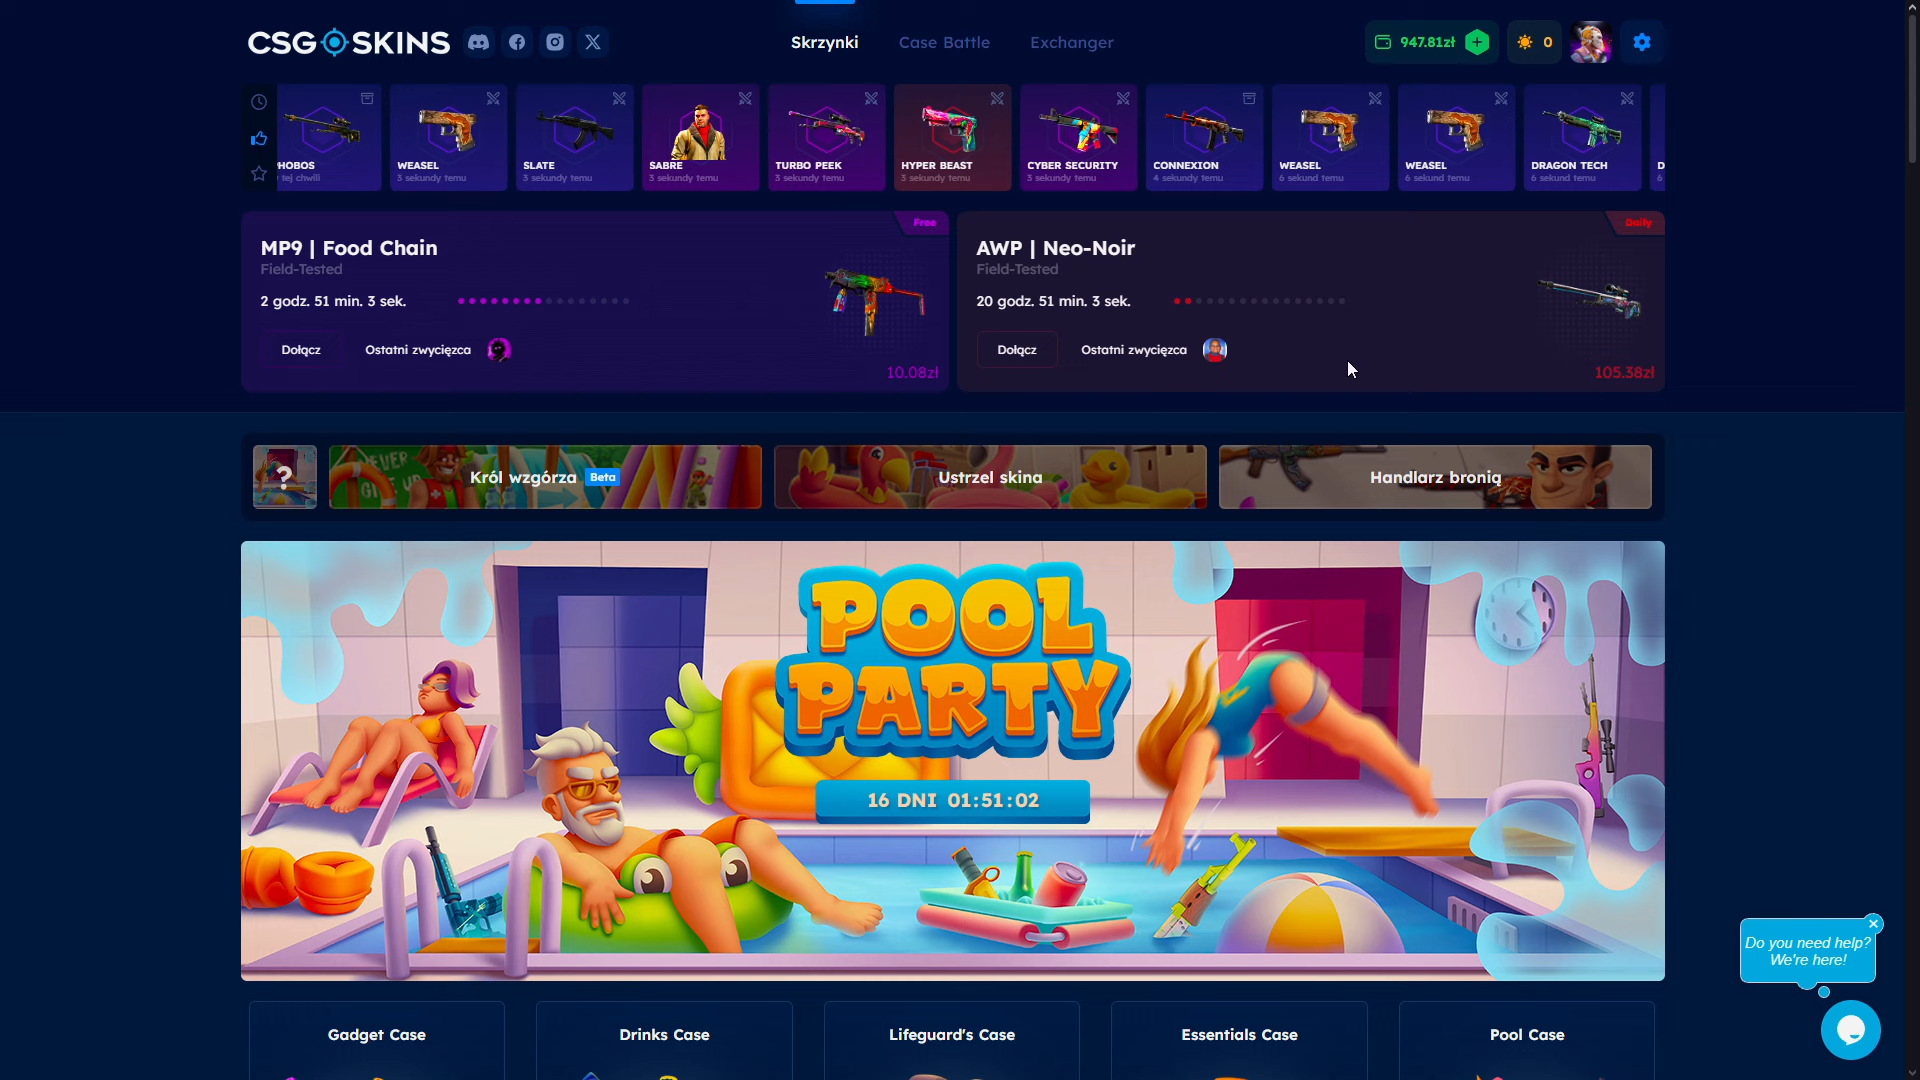 CSG SKINS
Skrzynki
Case Battle
Exchanger
947.81zł
0
HOBOS
tej chwili
WEASEL
3 sekundy temu
SLATE
3 sekundy temu
SABRE
3 sekundy temu
TURBO PEEK
3 sekundy temu
HYPER BEAST
3 sekundy temu
CYBER SECURITY
3 sekundy temu
CONNEXION
4 sekundy temu
WEASEL
6 sekund temu
WEASEL
6 sekund temu
DRAGON TECH
6 sekund temu
D
6
Free
MP9 | Food Chain
Field-Tested
2 godz. 51 min. 3 sek.
Dołącz
Ostatni zwycięzca
10.08zł
Daily
AWP | Neo-Noir
Field-Tested
20 godz. 51 min. 3 sek.
Dołącz
Ostatni zwycięzca
105.38zł
?
NEVER
GIVE UP
Król wzgórza Beta
Ustrzel skina
Handlarz bronią
POOL
PARTY
16 DNI 01:51:02
Do you need help?
We're here!
Gadget Case
Drinks Case
Lifeguard's Case
Essentials Case
Pool Case